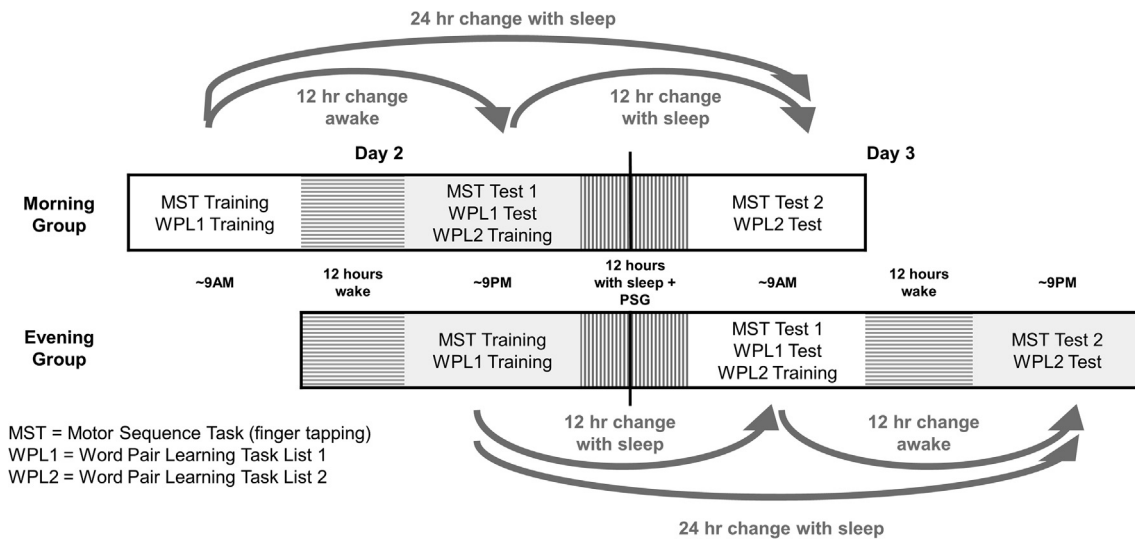 24 hr change with sleep
12 hr change
awake
12 hr change
with sleep
Day 2
Day 3
Morning
Group
MST Training
WPL1 Training
MST Test 1
WPL1 Test
WPL2 Training
MST Test 2
WPL2 Test
~9AM
12 hours
wake
~9PM
12 hours
with sleep +
PSG
~9AM
12 hours
wake
~9PM
Evening
Group
MST Training
WPL1 Training
MST Test 1
WPL1 Test
WPL2 Training
MST Test 2
WPL2 Test
12 hr change
with sleep
12 hr change
awake
MST = Motor Sequence Task (finger tapping)
WPL1 = Word Pair Learning Task List 1
WPL2 = Word Pair Learning Task List 2
24 hr change with sleep